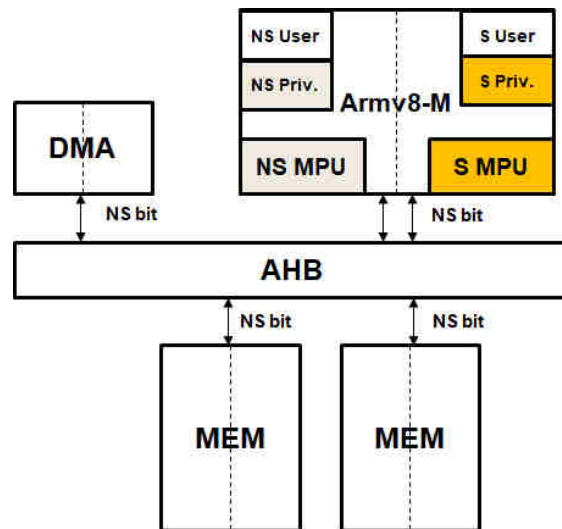 NS User
S User
NS Priv.
S Priv.
Armv8-M
DMA
NS MPU
S MPU
NS bit
NS bit
AHB
NS bit
NS bit
MEM
MEM